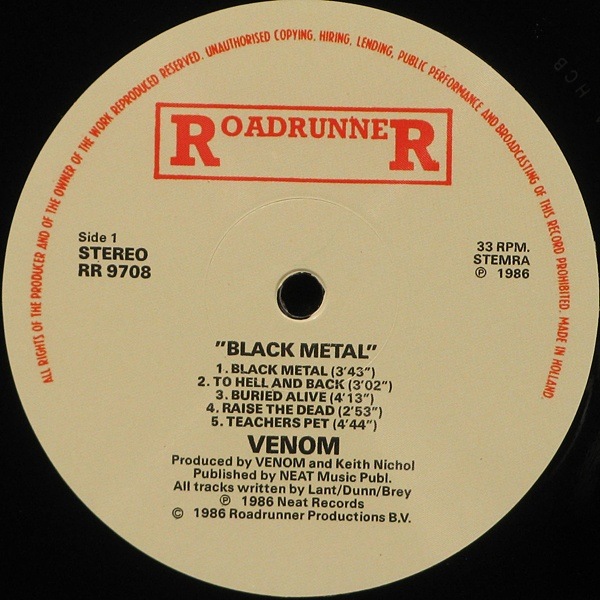 ALL RIGHTS OF THE PRODUCER AND OF THE OWNER OF THE WORK REPRODUCED RESERVED. UNAUTHORISED COPYING, HIRING, LENDING, PUBLIC PERFORMANCE AND BROADCASTING OF THIS RECORD PROHIBITED. MADE IN HOLLAND.
ROADRUNNER
Side 1
STEREO
RR 9708
33 RPM.
STEMRA
℗ 1986
"BLACK METAL"
1. BLACK METAL (3'43")
2. TO HELL AND BACK (3'02")
3. BURIED ALIVE (4'13")
4. RAISE THE DEAD (2'53")
5. TEACHERS PET (4'44")
VENOM
Produced by VENOM and Keith Nichol
Published by NEAT Music Publ.
All tracks written by Lant/Dunn/Brey
℗ 1986 Neat Records
© 1986 Roadrunner Productions B.V.